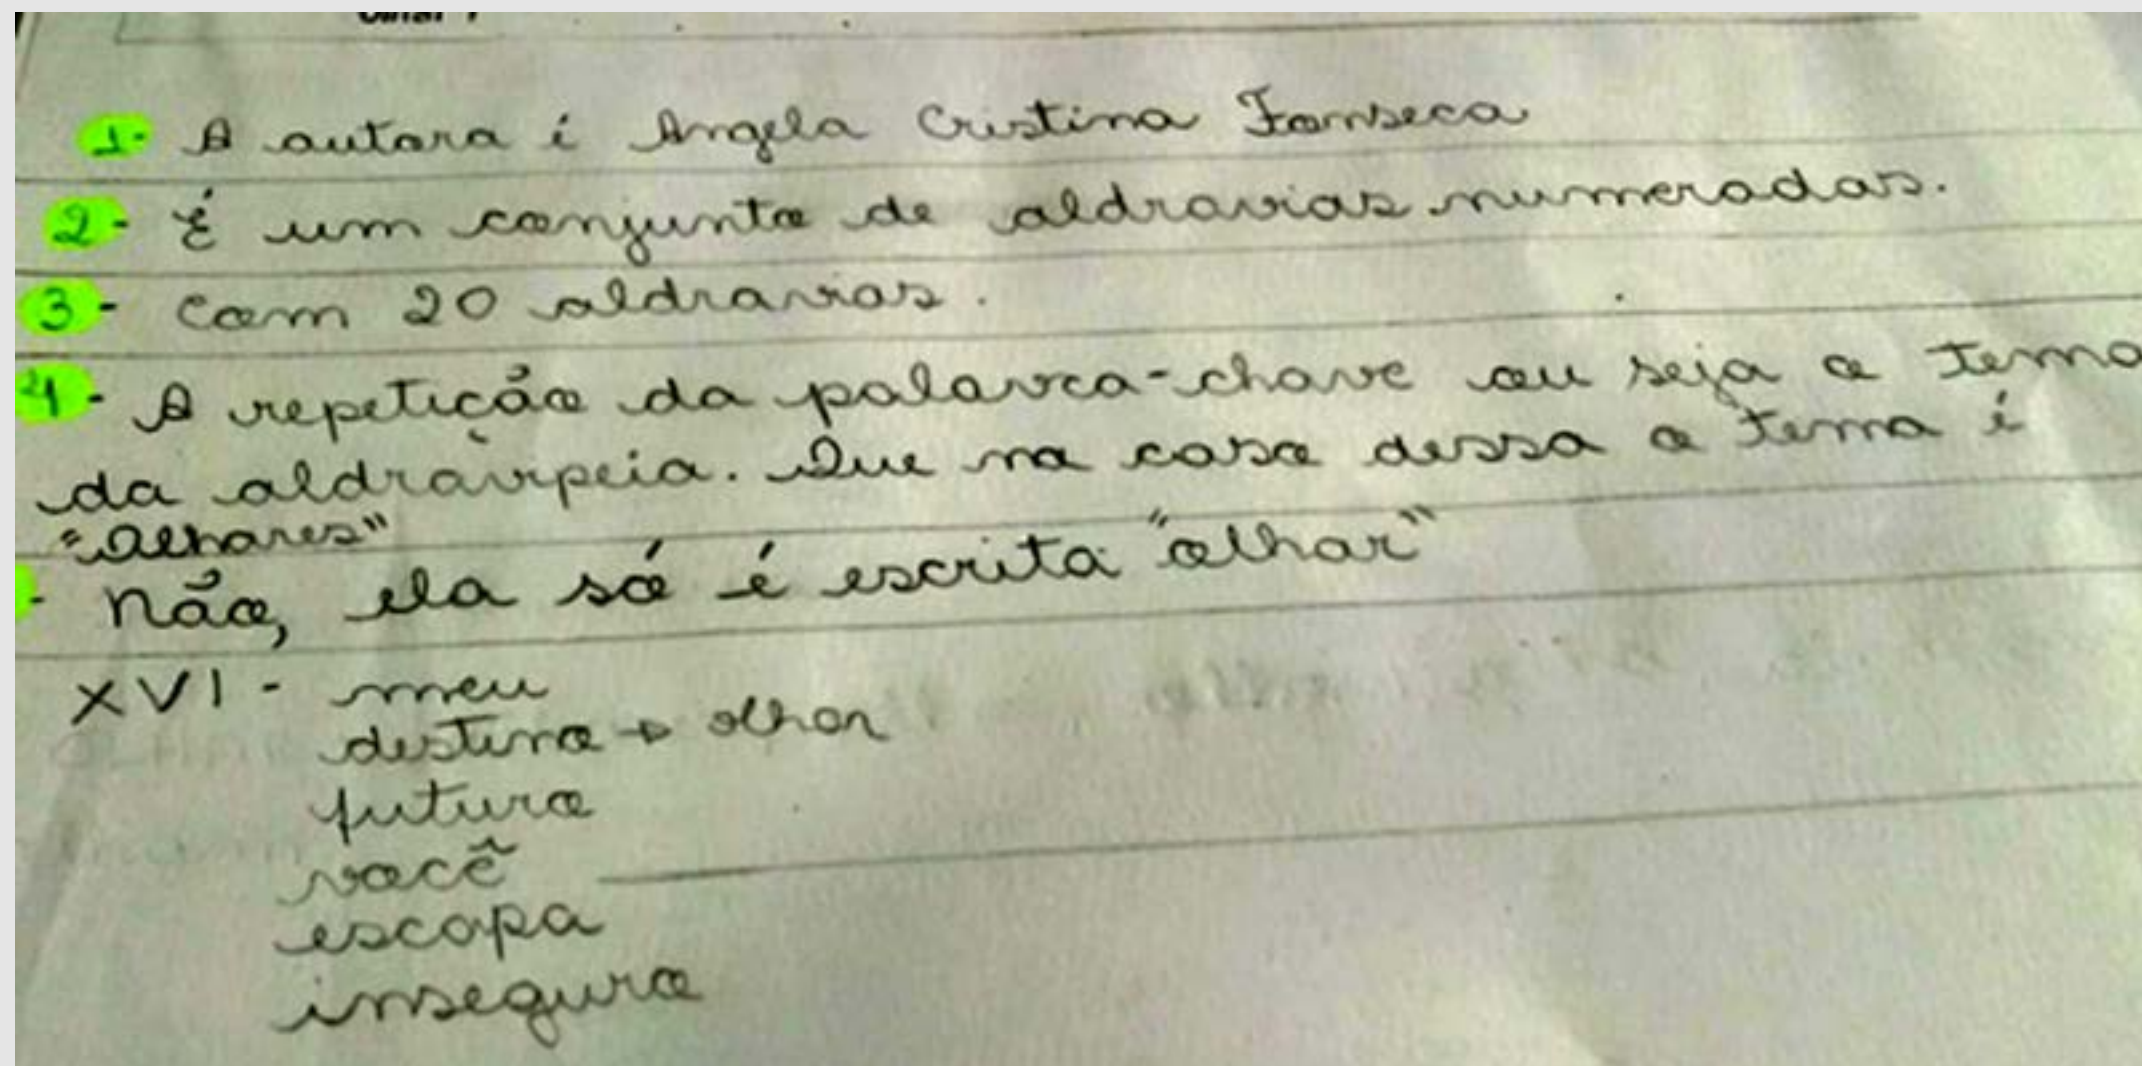 1- A autora é Angela Cristina Fonseca
2- É um conjunto de aldravias numeradas.
3- Com 20 aldravias.
4- A repetição da palavra-chave ou seja o tema
da aldravipeia. Que no caso dessa o tema é
"Olhares"
- Não, ela só é escrita "olhar"
XVI - meu
destino → olhar
futuro
você
escapa
inseguro